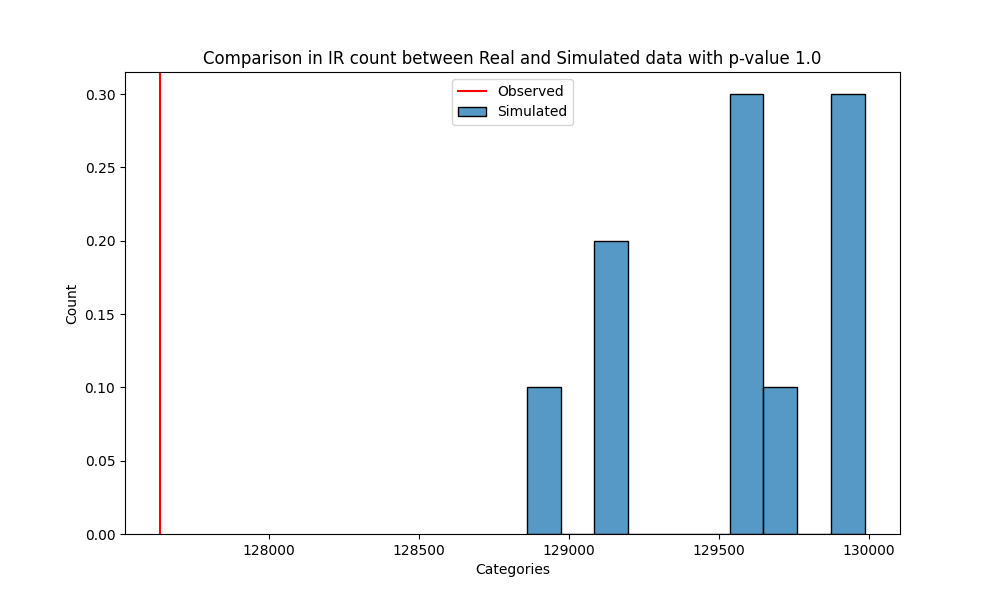 Comparison in IR count between Real and Simulated data with p-value 1.0
Observed
Simulated
0.30
0.25
0.20
0.15
0.10
0.05
0.00
Count
128000 128500 129000 129500 130000
Categories